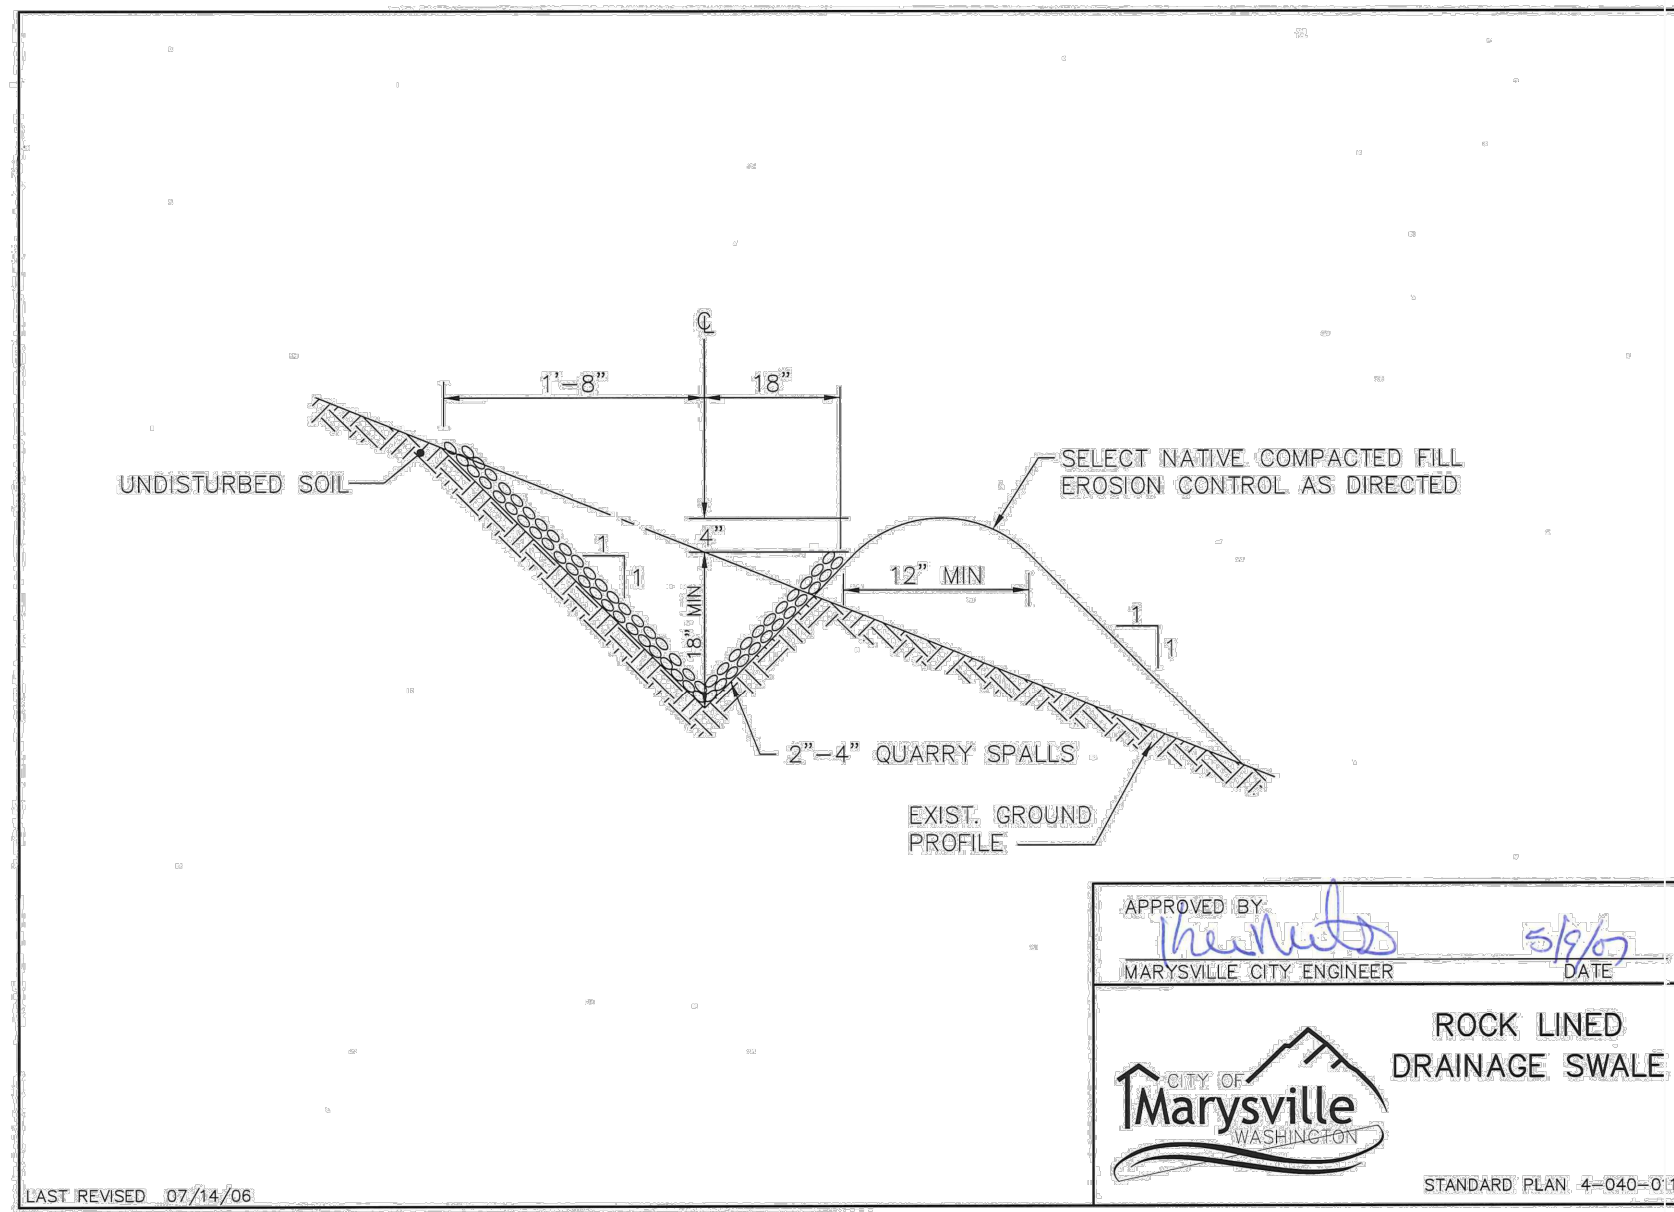 ℄
1'-8"
18"
UNDISTURBED SOIL
SELECT NATIVE COMPACTED FILL
EROSION CONTROL AS DIRECTED
4"
1
1
18" MIN
12" MIN
1
1
2"-4" QUARRY SPALLS
EXIST. GROUND
PROFILE
APPROVED BY
5/9/07
MARYSVILLE CITY ENGINEER DATE
ROCK LINED
DRAINAGE SWALE
CITY OF
Marysville
WASHINGTON
STANDARD PLAN 4-040-011
LAST REVISED 07/14/06